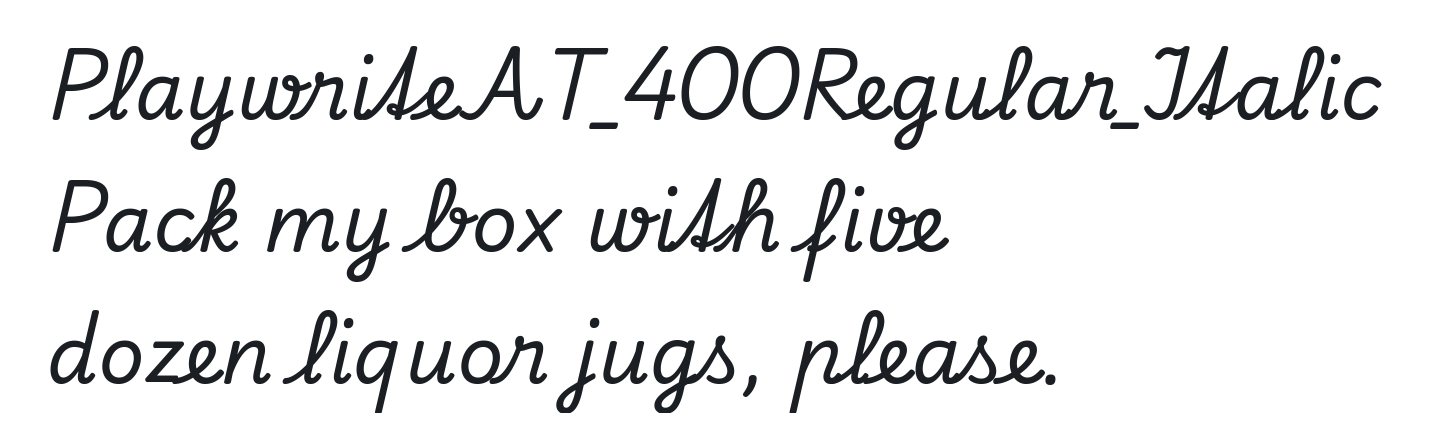 PlaywriteAT_400Regular_Italic
Pack my box with five
dozen liquor jugs, please.